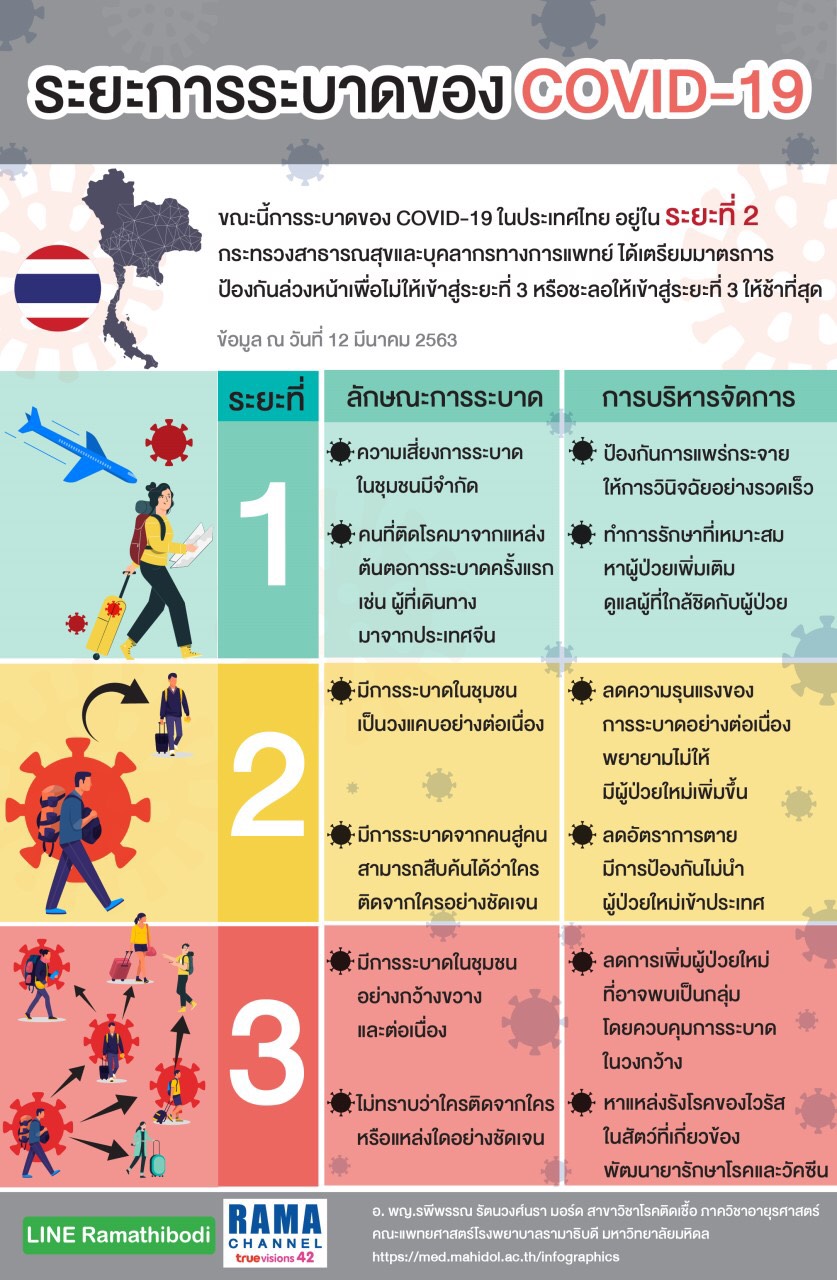 ระยะการระบาดของ COVID-19
ขณะนี้การระบาดของ COVID-19 ในประเทศไทย อยู่ใน ระยะที่ 2
กระทรวงสาธารณสุขและบุคลากรทางการแพทย์ ได้เตรียมมาตรการ
ป้องกันล่วงหน้าเพื่อไม่ให้เข้าสู่ระยะที่ 3 หรือชะลอให้เข้าสู่ระยะที่ 3 ให้ช้าที่สุด
ข้อมูล ณ วันที่ 12 มีนาคม 2563
ระยะที่
ลักษณะการระบาด
การบริหารจัดการ
1
ความเสี่ยงการระบาด
ในชุมชนมีจำกัด
คนที่ติดโรคมาจากแหล่ง
ต้นตอการระบาดครั้งแรก
เช่น ผู้ที่เดินทาง
มาจากประเทศจีน
ป้องกันการแพร่กระจาย
ให้การวินิจฉัยอย่างรวดเร็ว
ทำการรักษาที่เหมาะสม
หาผู้ป่วยเพิ่มเติม
ดูแลผู้ที่ใกล้ชิดกับผู้ป่วย
2
มีการระบาดในชุมชน
เป็นวงแคบอย่างต่อเนื่อง
มีการระบาดจากคนสู่คน
สามารถสืบค้นได้ว่าใคร
ติดจากใครอย่างชัดเจน
ลดความรุนแรงของ
การระบาดอย่างต่อเนื่อง
พยายามไม่ให้
มีผู้ป่วยใหม่เพิ่มขึ้น
ลดอัตราการตาย
มีการป้องกันไม่นำ
ผู้ป่วยใหม่เข้าประเทศ
3
มีการระบาดในชุมชน
อย่างกว้างขวาง
และต่อเนื่อง
ไม่ทราบว่าใครติดจากใคร
หรือแหล่งใดอย่างชัดเจน
ลดการเพิ่มผู้ป่วยใหม่
ที่อาจพบเป็นกลุ่ม
โดยควบคุมการระบาด
ในวงกว้าง
หาแหล่งรังโรคของไวรัส
ในสัตว์ที่เกี่ยวข้อง
พัฒนายารักษาโรคและวัคซีน
LINE Ramathibodi
RAMA
CHANNEL
truevisions 42
อ. พญ.รพีพรรณ รัตนวงศ์นรา มอร์ด สาขาวิชาโรคติดเชื้อ ภาควิชาอายุรศาสตร์
คณะแพทยศาสตร์โรงพยาบาลรามาธิบดี มหาวิทยาลัยมหิดล
https://med.mahidol.ac.th/infographics